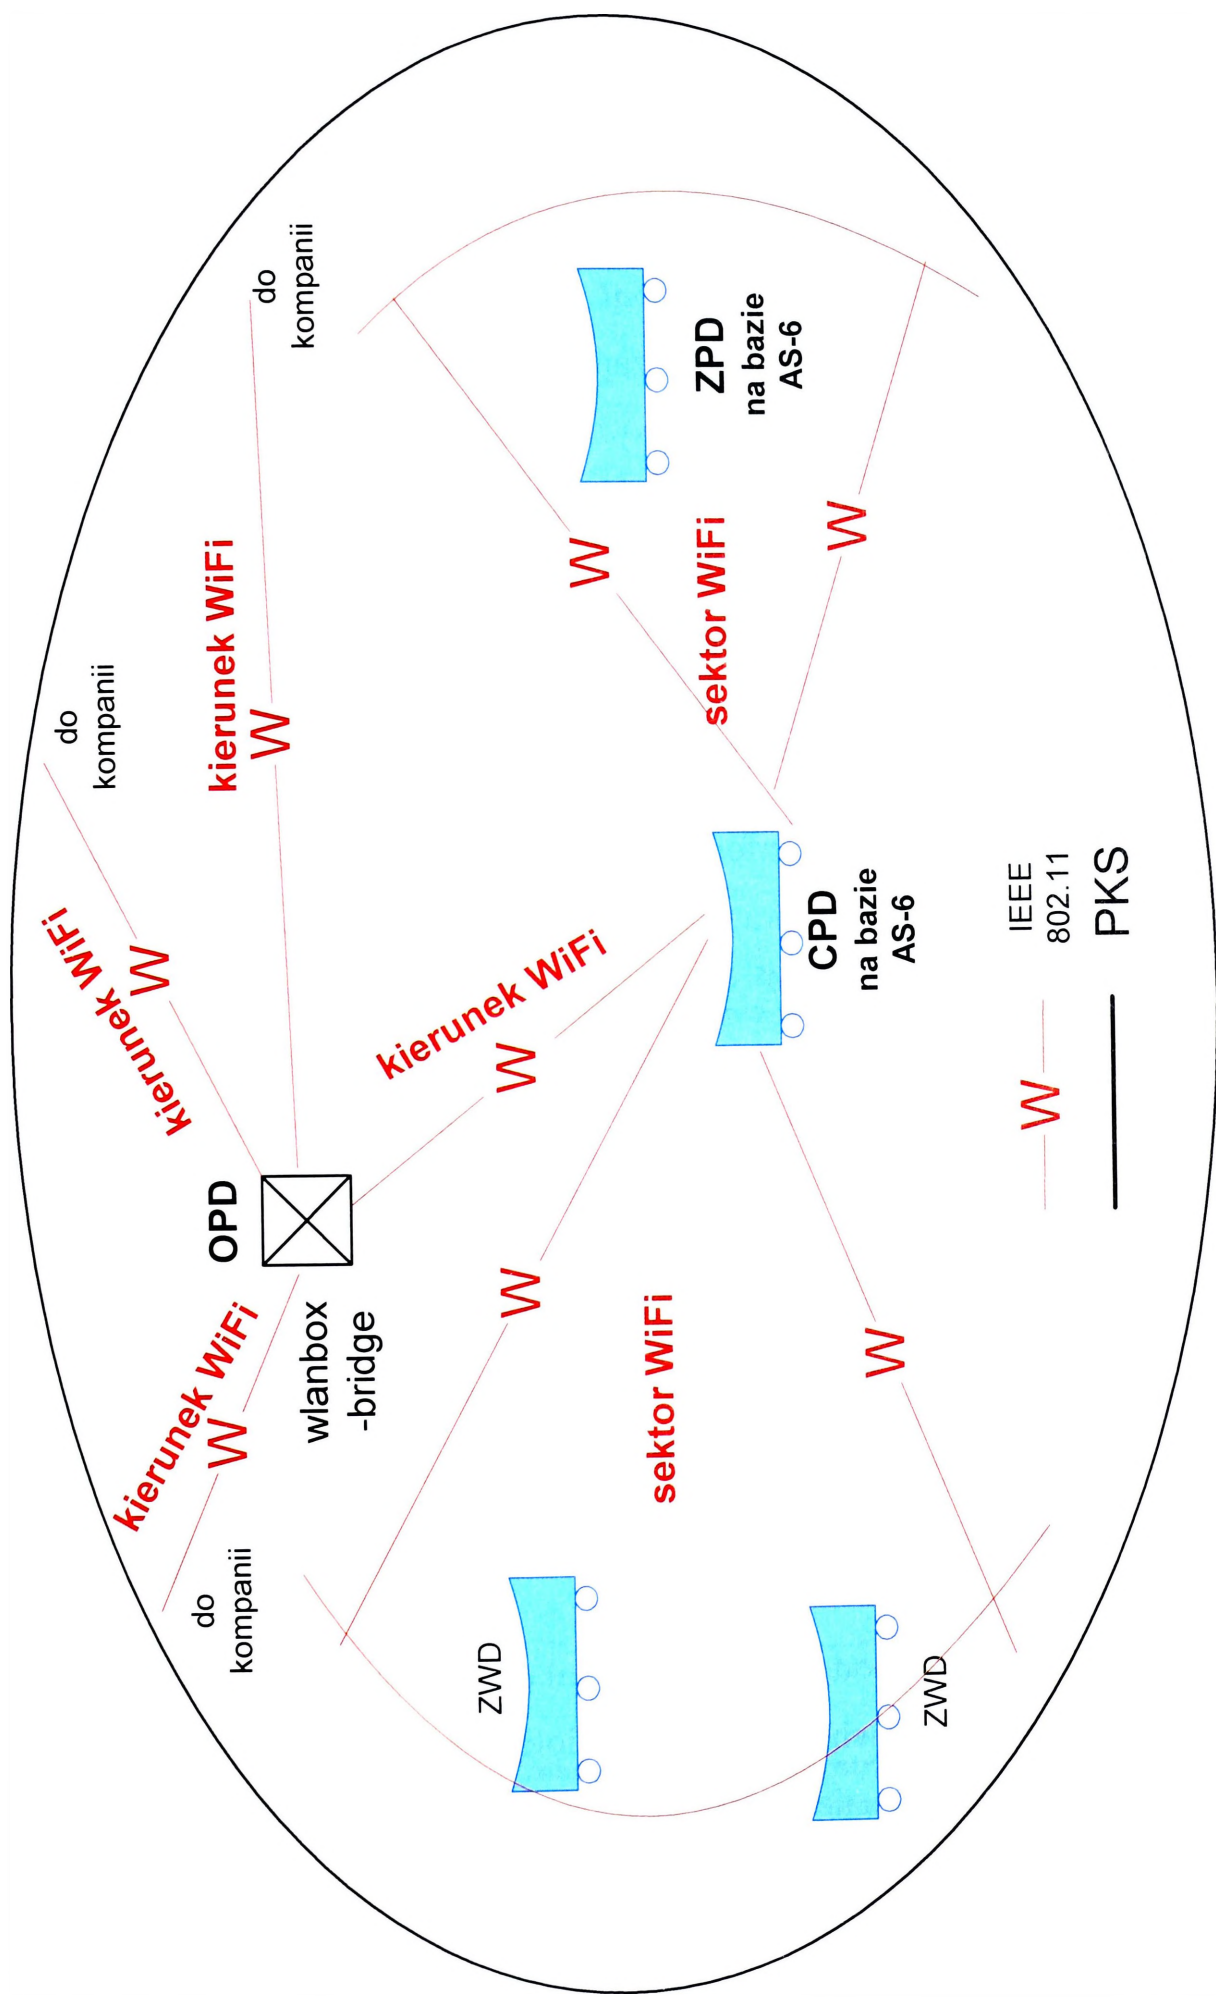 do
kompanii
kierunek WiFi
W
OPD
wlanbox
-bridge
kierunek WiFi
W
do
kompanii
kierunek WiFi
W
do
kompanii
kierunek WiFi
W
ZWD
ZWD
W
sektor WiFi
W
CPD
na bazie
AS-6
W
sektor WiFi
W
ZPD
na bazie
AS-6
W
IEEE
802.11
PKS